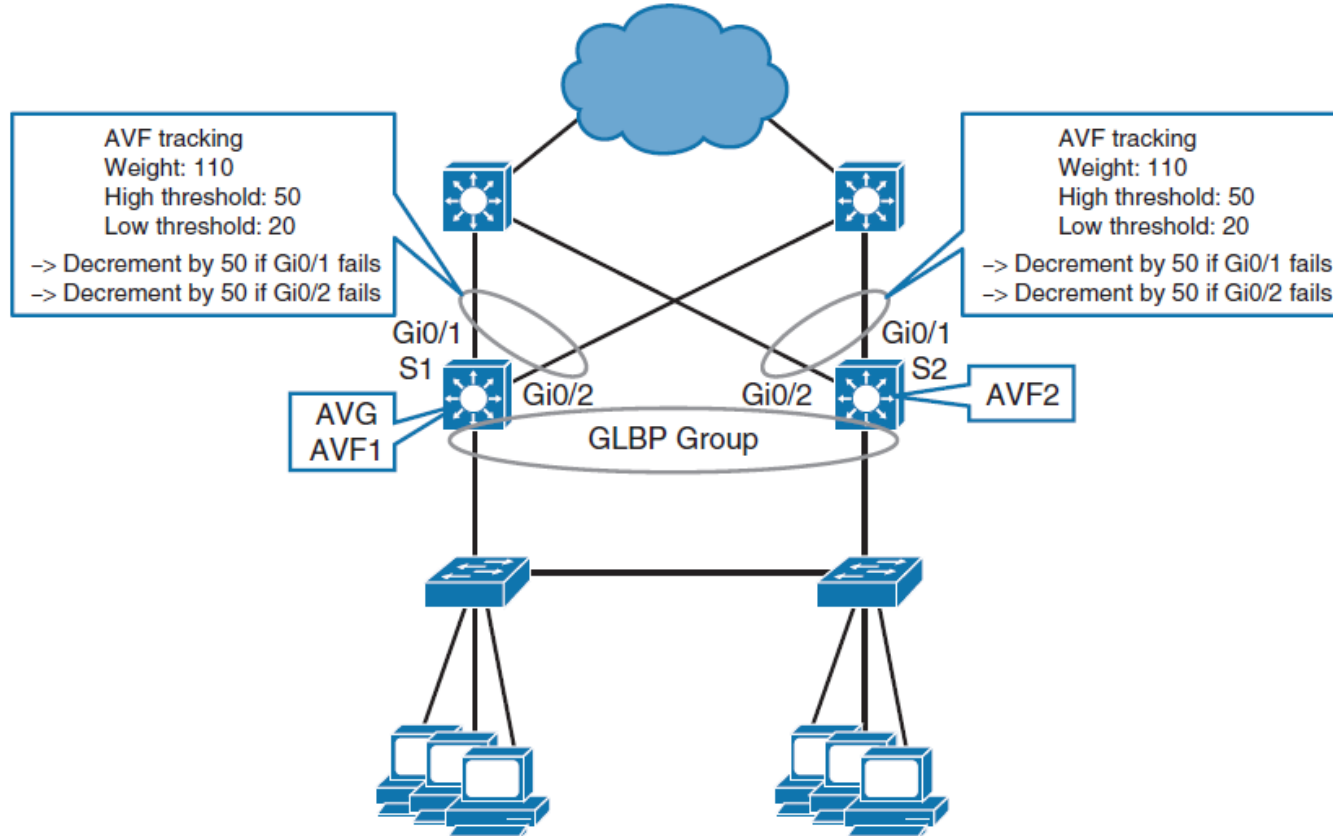 AVF tracking
Weight: 110
High threshold: 50
Low threshold: 20
–> Decrement by 50 if Gi0/1 fails
–> Decrement by 50 if Gi0/2 fails
AVF tracking
Weight: 110
High threshold: 50
Low threshold: 20
–> Decrement by 50 if Gi0/1 fails
–> Decrement by 50 if Gi0/2 fails
Gi0/1
S1
Gi0/2
Gi0/1
S2
Gi0/2
AVG
AVF1
AVF2
GLBP Group